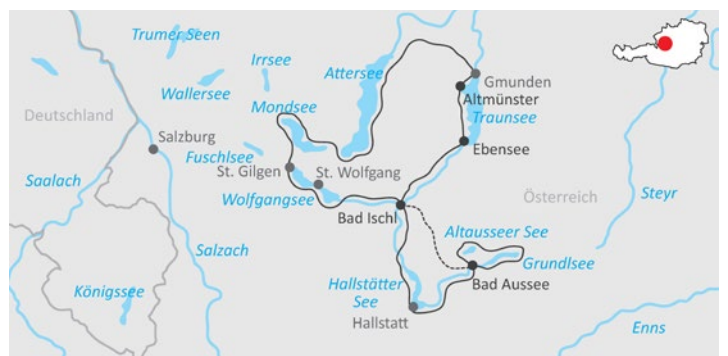 Trumer Seen
Irrsee
Attersee
Wallersee
Gmunden
Altmünster
Mondsee
Traunsee
Deutschland
Salzburg
Ebensee
Fuschlsee
St. Gilgen
St. Wolfgang
Saalach
Wolfgangsee
Österreich
Steyr
Bad Ischl
Altausseer See
Salzach
Grundlsee
Königssee
Hallstätter
See
Bad Aussee
Hallstatt
Enns